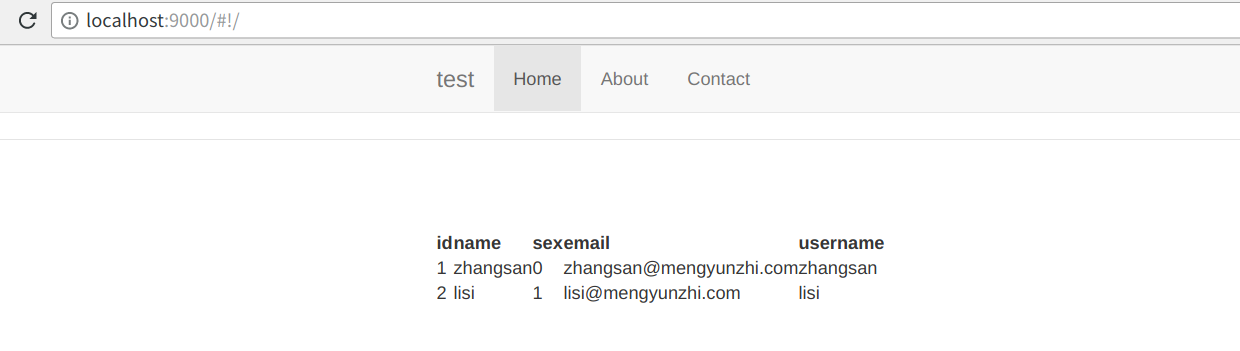 localhost:9000/#!/
test Home About Contact
id name sex email username
1 zhangsan 0 zhangsan@mengyunzhi.com zhangsan
2 lisi 1 lisi@mengyunzhi.com lisi